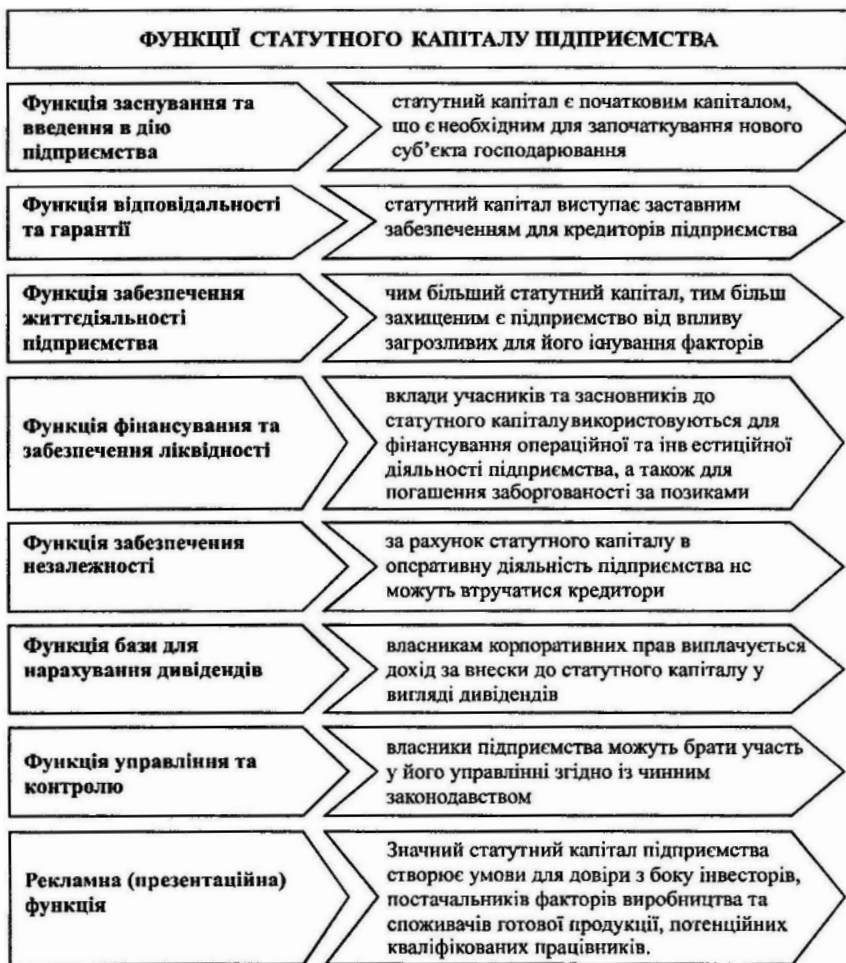 ФУНКЦІЇ СТАТУТНОГО КАПІТАЛУ ПІДПРИЄМСТВА
Функція заснування та
введення в дію
підприємства
статутний капітал є початковим капіталом,
що є необхідним для започаткування нового
суб'єкта господарювання
Функція відповідальності
та гарантії
статутний капітал виступає заставним
забезпеченням для кредиторів підприємства
Функція забезпечення
життєдіяльності
підприємства
чим більший статутний капітал, тим більш
захищеним є підприємство від впливу
загрозливих для його існування факторів
Функція фінансування та
забезпечення ліквідності
вклади учасників та засновників до
статутного капіталу використовуються для
фінансування операційної та інвестиційної
діяльності підприємства, а також для
погашення заборгованості за позиками
Функція забезпечення
незалежності
за рахунок статутного капіталу в
оперативну діяльність підприємства не
можуть втручатися кредитори
Функція бази для
нарахування дивідендів
власникам корпоративних прав виплачується
дохід за внески до статутного капіталу у
вигляді дивідендів
Функція управління та
контролю
власники підприємства можуть брати участь
у його управлінні згідно із чинним
законодавством
Рекламна (презентаційна)
функція
Значний статутний капітал підприємства
створює умови для довіри з боку інвесторів,
постачальників факторів виробництва та
споживачів готової продукції, потенційних
кваліфікованих працівників.